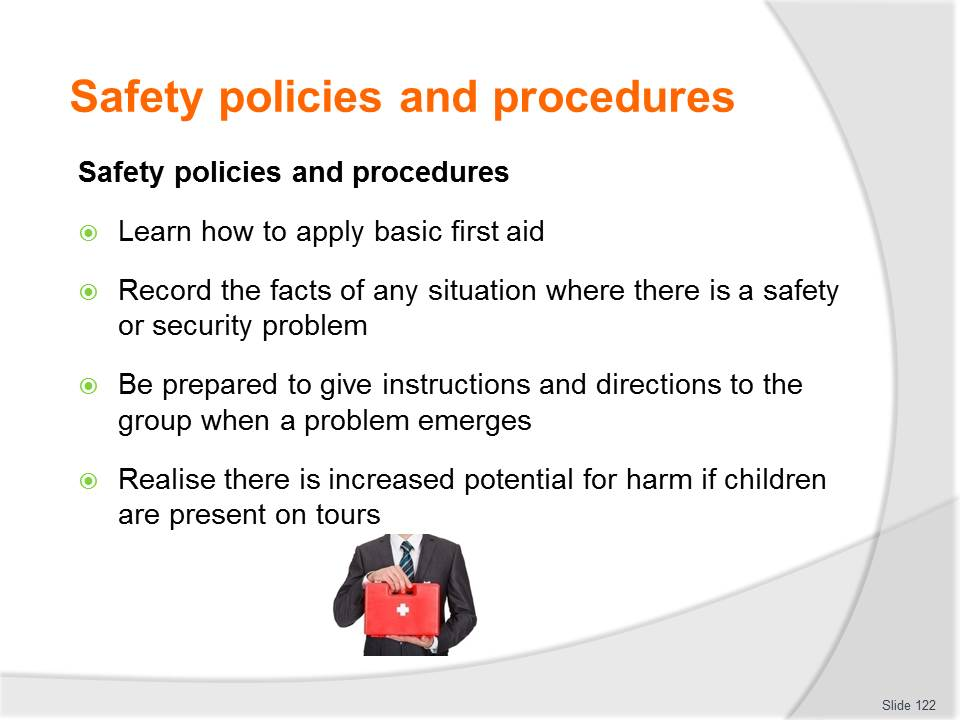 Safety policies and procedures
Safety policies and procedures
Learn how to apply basic first aid
Record the facts of any situation where there is a safety
or security problem
Be prepared to give instructions and directions to the
group when a problem emerges
Realise there is increased potential for harm if children
are present on tours
Slide 122